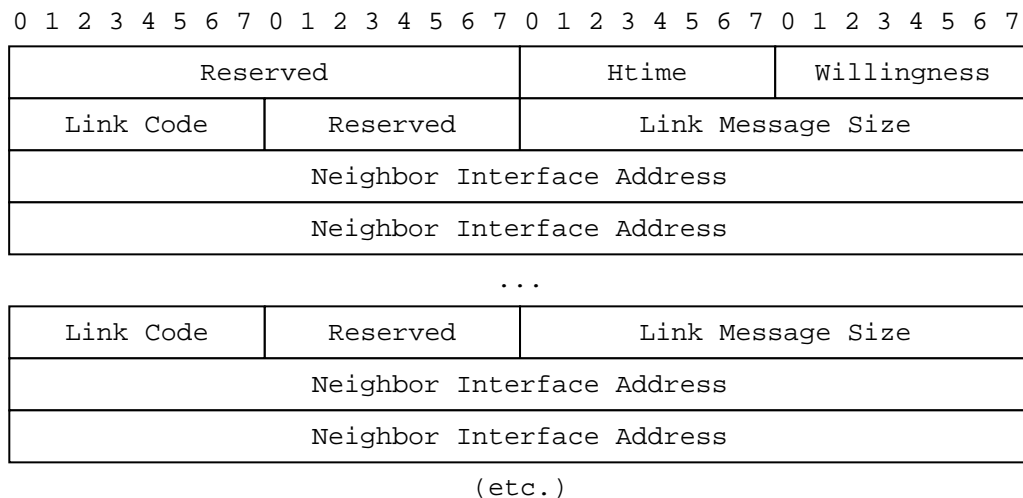 0 1 2 3 4 5 6 7 0 1 2 3 4 5 6 7 0 1 2 3 4 5 6 7 0 1 2 3 4 5 6 7
Reserved Htime Willingness
Link Code Reserved Link Message Size
Neighbor Interface Address
Neighbor Interface Address
...
Link Code Reserved Link Message Size
Neighbor Interface Address
Neighbor Interface Address
(etc.)